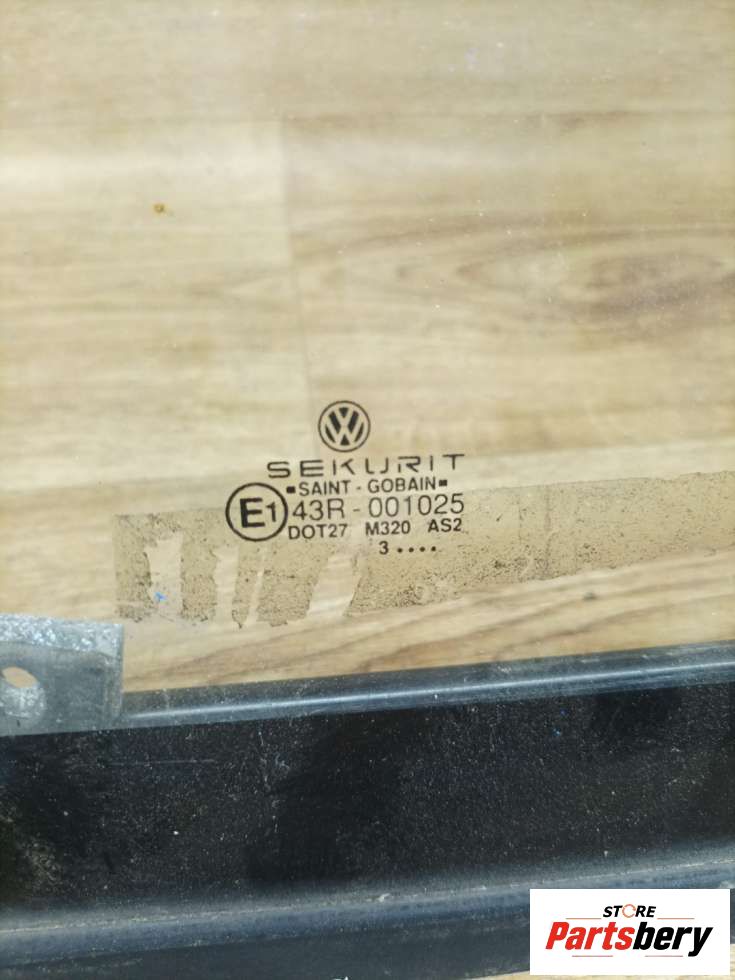 SEKURIT
SAINT - GOBAIN
E1 43R - 001025
DOT27 M320 AS2
3 ....
STORE
Partsbery